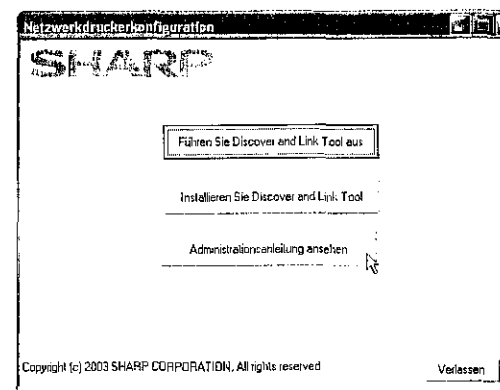 Netzwerkdruckerkonfiguration
SHARP
Führen Sie Discover and Link Tool aus
Installieren Sie Discover and Link Tool
Administrationsanleitung ansehen
Copyright (c) 2003 SHARP CORPORATION, All rights reserved
Verlassen